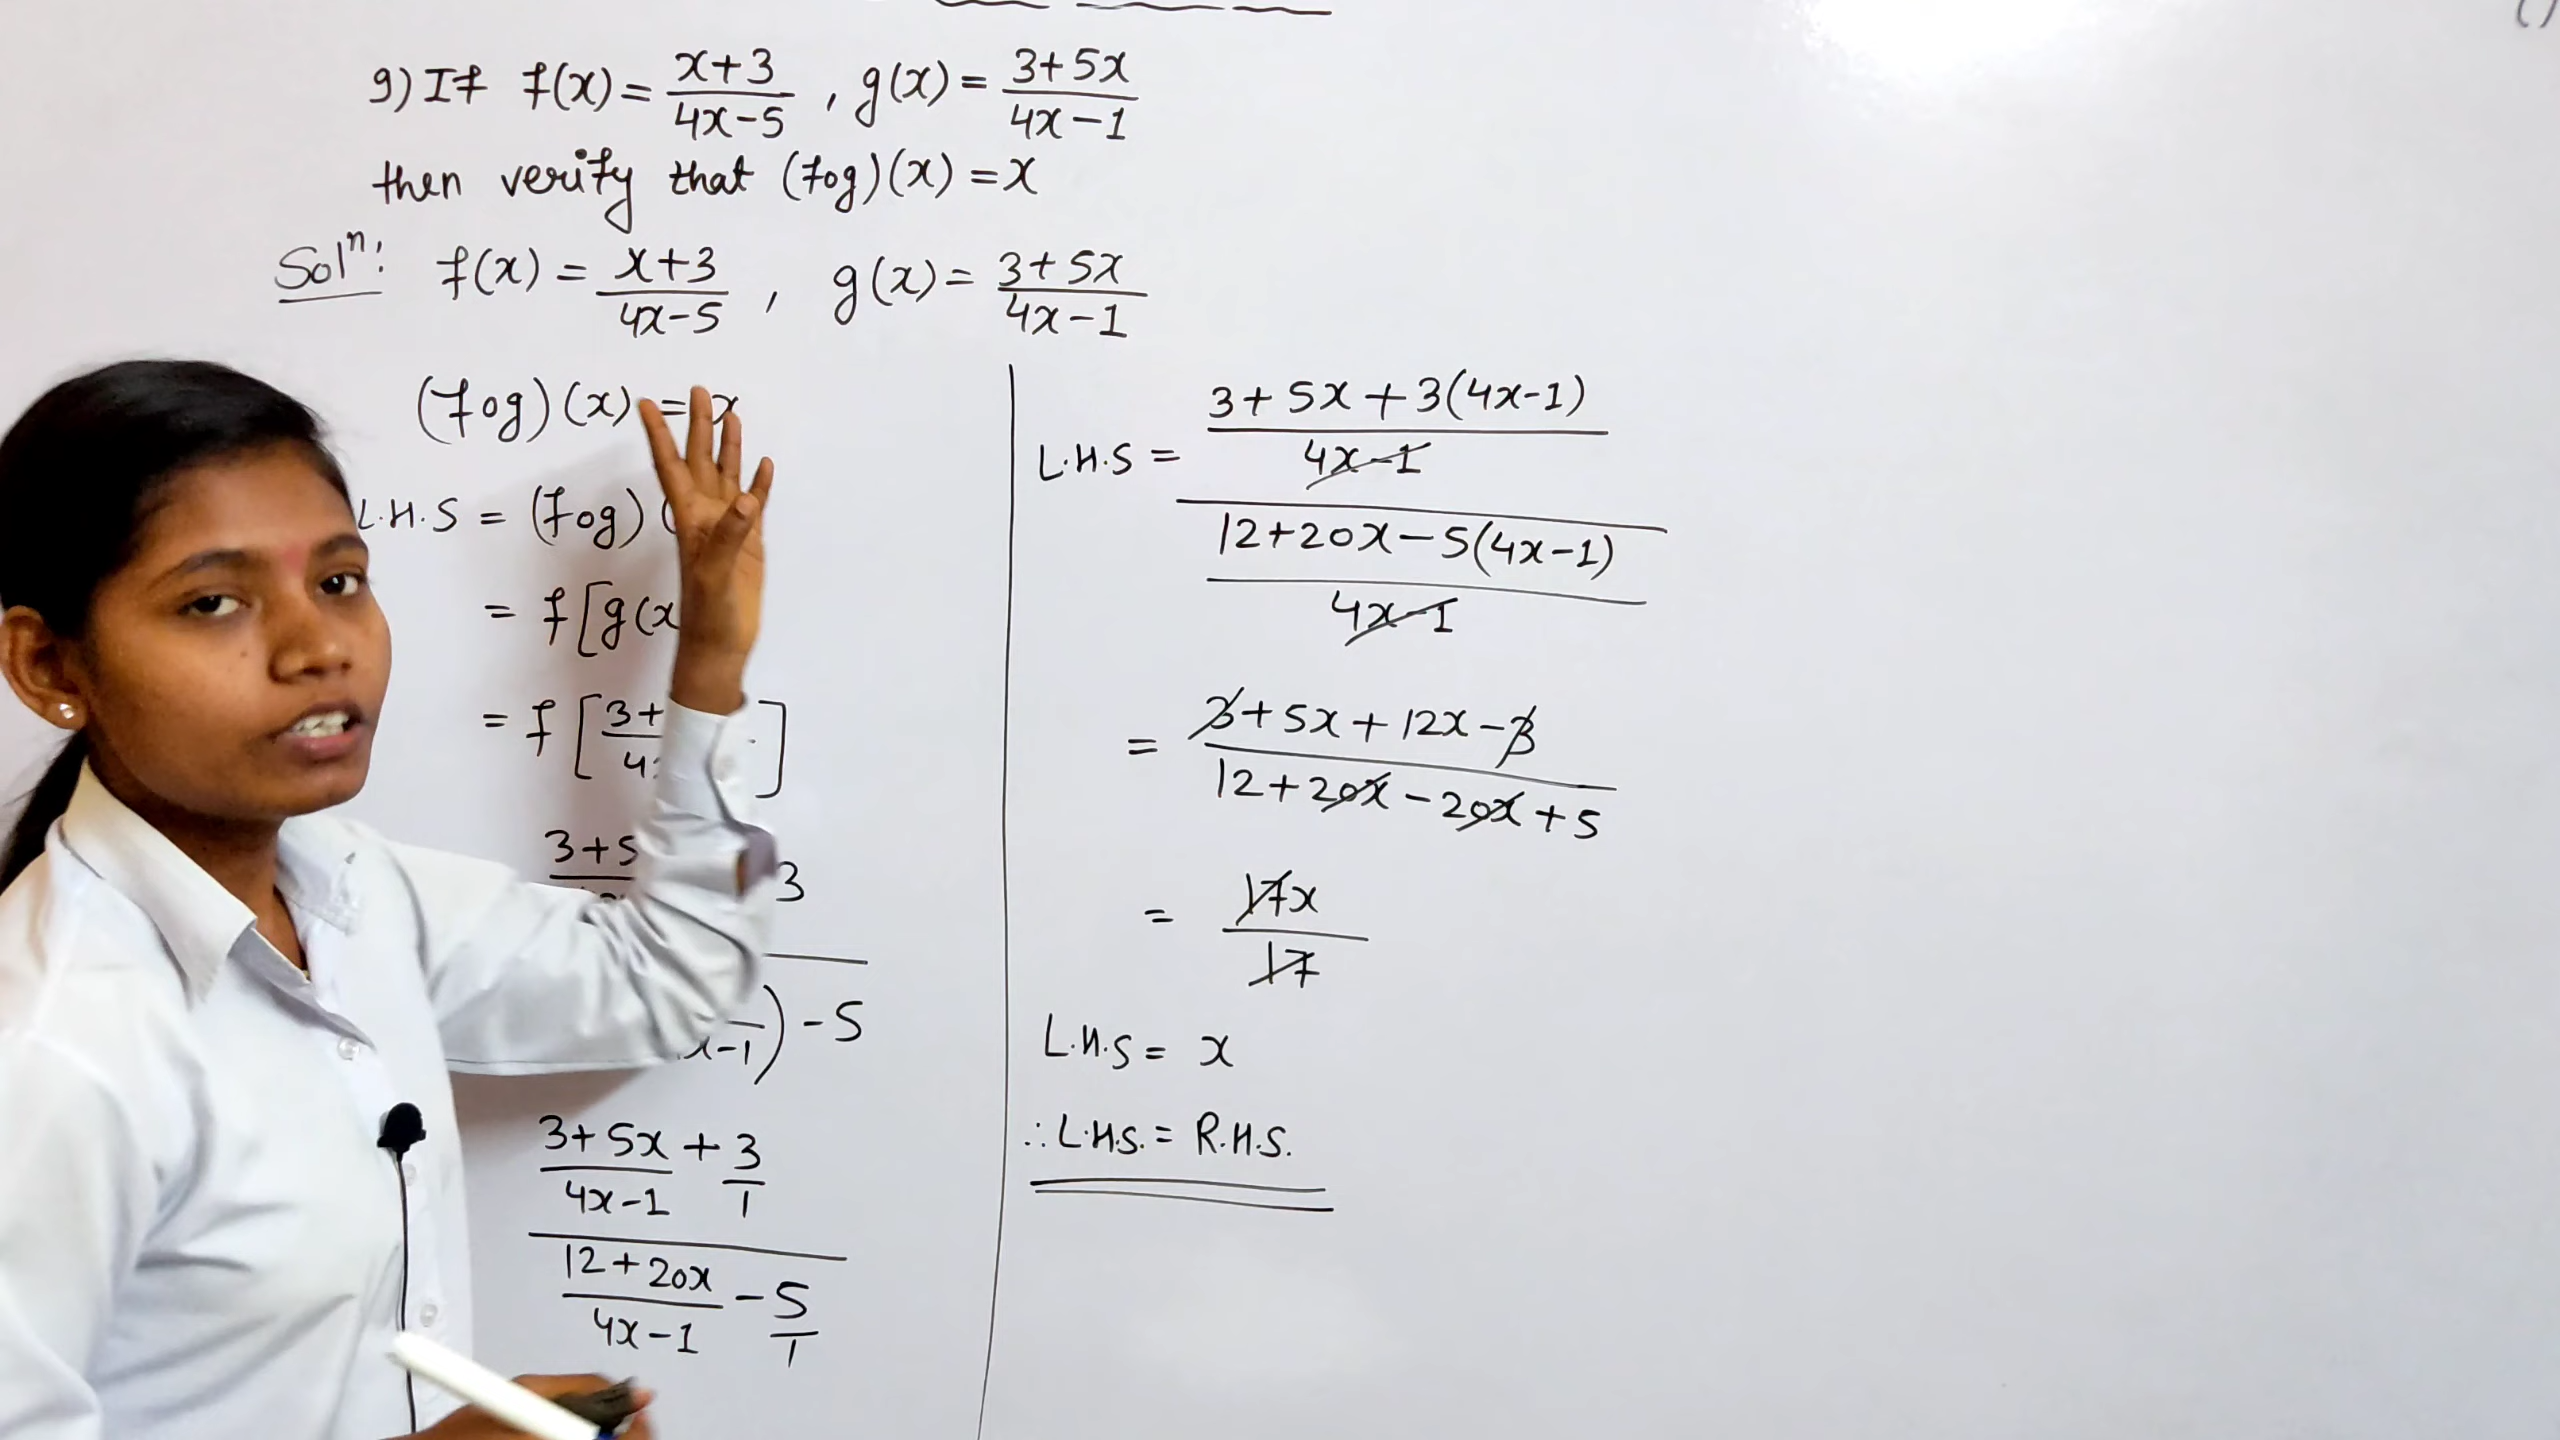 9) If f(x) = x+3 / 4x-5 , g(x) = 3+5x / 4x-1
then verify that (fog)(x) = x
Solⁿ: f(x) = x+3 / 4x-5 , g(x) = 3+5x / 4x-1
(fog)(x) = x
L.H.S = (fog) (
= f[g(x
= f[ 3+ / 4x ]
3+5 3
x-1) - 5
3+5x / 4x-1 + 3/1
12+20x / 4x-1 - 5/1
L.H.S = 3+5x+3(4x-1) / 4x-1
12+20x-5(4x-1) / 4x-1
= 3+5x+12x-3 / 12+20x-20x+5
= 17x / 17
L.H.S = x
∴ L.H.S. = R.H.S.